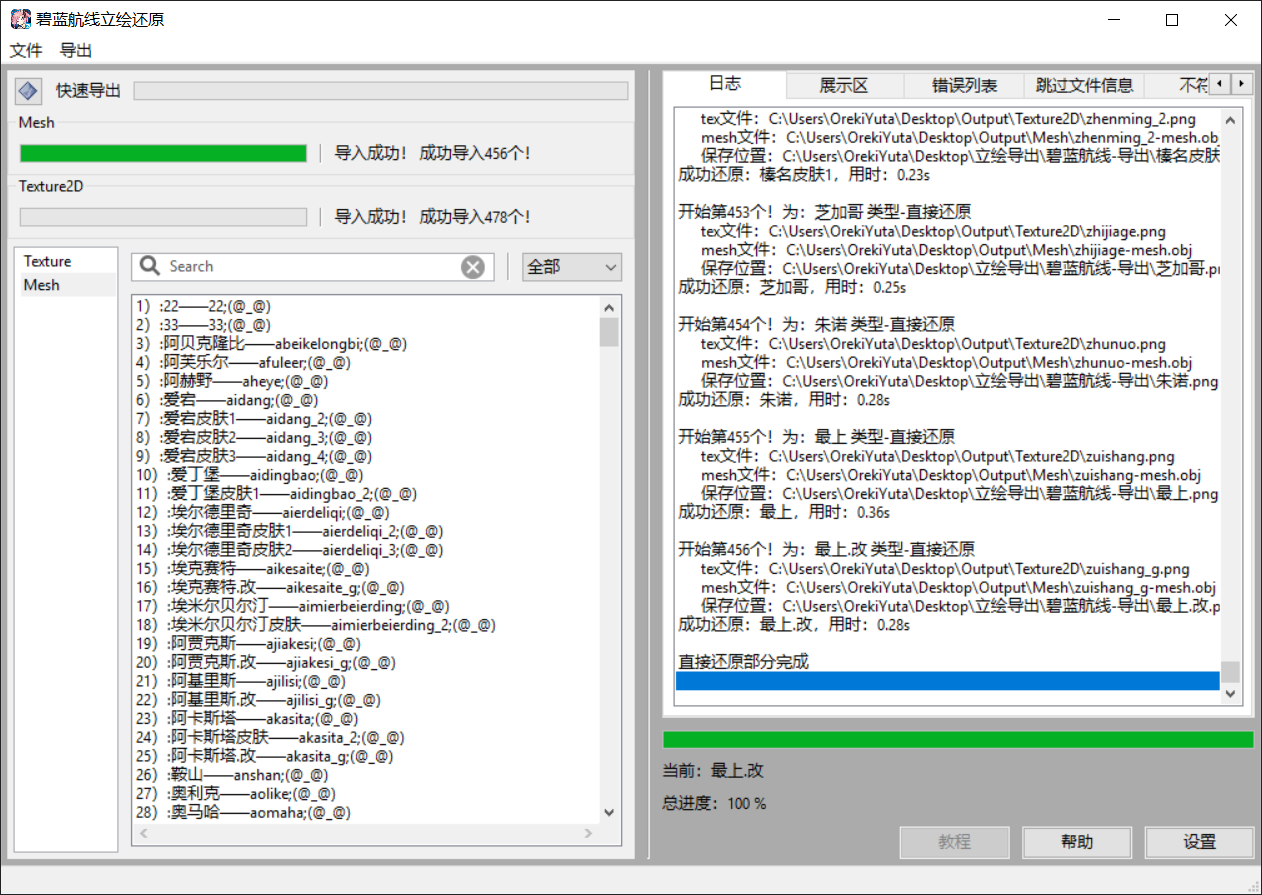 碧蓝航线立绘还原
文件 导出
快速导出
Mesh
导入成功！ 成功导入456个！
Texture2D
导入成功！ 成功导入478个！
Texture
Mesh
Search
全部
1）:22——22;(@_@)
2）:33——33;(@_@)
3）:阿贝克隆比——abeikelongbi;(@_@)
4）:阿芙乐尔——afuleer;(@_@)
5）:阿赫野——aheye;(@_@)
6）:爱宕——aidang;(@_@)
7）:爱宕皮肤1——aidang_2;(@_@)
8）:爱宕皮肤2——aidang_3;(@_@)
9）:爱宕皮肤3——aidang_4;(@_@)
10）:爱丁堡——aidingbao;(@_@)
11）:爱丁堡皮肤1——aidingbao_2;(@_@)
12）:埃尔德里奇——aierdeliqi;(@_@)
13）:埃尔德里奇皮肤1——aierdeliqi_2;(@_@)
14）:埃尔德里奇皮肤2——aierdeliqi_3;(@_@)
15）:埃克赛特——aikesaite;(@_@)
16）:埃克赛特.改——aikesaite_g;(@_@)
17）:埃米尔贝尔汀——aimierbeierding;(@_@)
18）:埃米尔贝尔汀皮肤——aimierbeierding_2;(@_@)
19）:阿贾克斯——ajiakesi;(@_@)
20）:阿贾克斯.改——ajiakesi_g;(@_@)
21）:阿基里斯——ajilisi;(@_@)
22）:阿基里斯.改——ajilisi_g;(@_@)
23）:阿卡斯塔——akasita;(@_@)
24）:阿卡斯塔皮肤——akasita_2;(@_@)
25）:阿卡斯塔.改——akasita_g;(@_@)
26）:鞍山——anshan;(@_@)
27）:奥利克——aolike;(@_@)
28）:奥马哈——aomaha;(@_@)
日志 展示区 错误列表 跳过文件信息 不符
tex文件：C:\Users\OrekiYuta\Desktop\Output\Texture2D\zhenming_2.png
mesh文件：C:\Users\OrekiYuta\Desktop\Output\Mesh\zhenming_2-mesh.ob
保存位置：C:\Users\OrekiYuta\Desktop\立绘导出\碧蓝航线-导出\榛名皮肤
成功还原：榛名皮肤1，用时：0.23s
开始第453个！为：芝加哥 类型-直接还原
tex文件：C:\Users\OrekiYuta\Desktop\Output\Texture2D\zhijiage.png
mesh文件：C:\Users\OrekiYuta\Desktop\Output\Mesh\zhijiage-mesh.obj
保存位置：C:\Users\OrekiYuta\Desktop\立绘导出\碧蓝航线-导出\芝加哥.pr
成功还原：芝加哥，用时：0.25s
开始第454个！为：朱诺 类型-直接还原
tex文件：C:\Users\OrekiYuta\Desktop\Output\Texture2D\zhunuo.png
mesh文件：C:\Users\OrekiYuta\Desktop\Output\Mesh\zhunuo-mesh.obj
保存位置：C:\Users\OrekiYuta\Desktop\立绘导出\碧蓝航线-导出\朱诺.png
成功还原：朱诺，用时：0.28s
开始第455个！为：最上 类型-直接还原
tex文件：C:\Users\OrekiYuta\Desktop\Output\Texture2D\zuishang.png
mesh文件：C:\Users\OrekiYuta\Desktop\Output\Mesh\zuishang-mesh.obj
保存位置：C:\Users\OrekiYuta\Desktop\立绘导出\碧蓝航线-导出\最上.png
成功还原：最上，用时：0.36s
开始第456个！为：最上.改 类型-直接还原
tex文件：C:\Users\OrekiYuta\Desktop\Output\Texture2D\zuishang_g.png
mesh文件：C:\Users\OrekiYuta\Desktop\Output\Mesh\zuishang_g-mesh.obj
保存位置：C:\Users\OrekiYuta\Desktop\立绘导出\碧蓝航线-导出\最上.改.p
成功还原：最上.改，用时：0.28s
直接还原部分完成
当前：最上.改
总进度：100 %
教程 帮助 设置